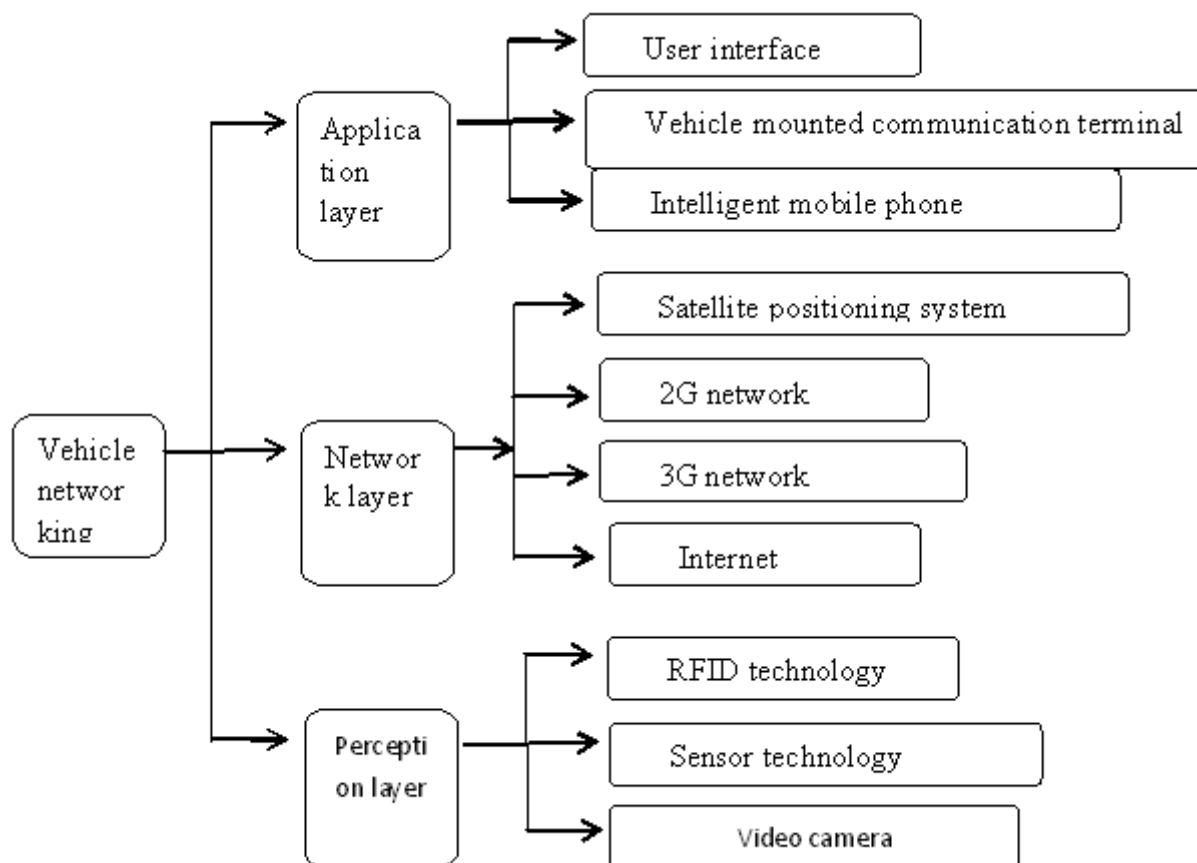 User interface
Applica
tion
layer
Vehicle mounted communication terminal
Intelligent mobile phone
Satellite positioning system
2G network
Vehicle
networ
king
Networ
k layer
3G network
Internet
RFID technology
Percepti
on layer
Sensor technology
Video camera